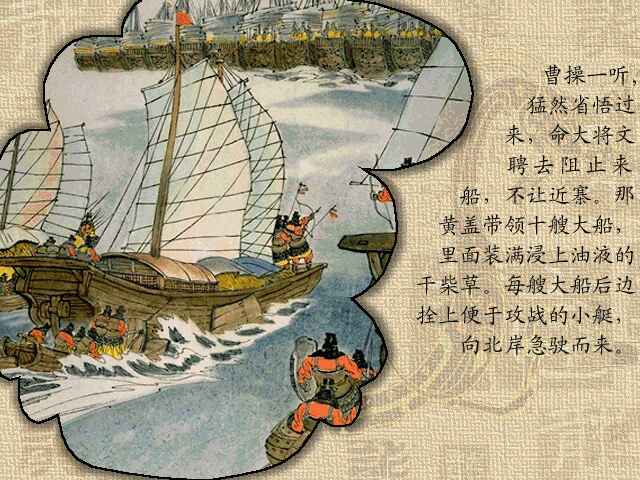 曹操一听，
猛然省悟过
来，命大将文
聘去阻止来
船，不让近寨。那
黄盖带领十艘大船，
里面装满浸上油液的
干柴草。每艘大船后边
拴上便于攻战的小艇，
向北岸急驶而来。